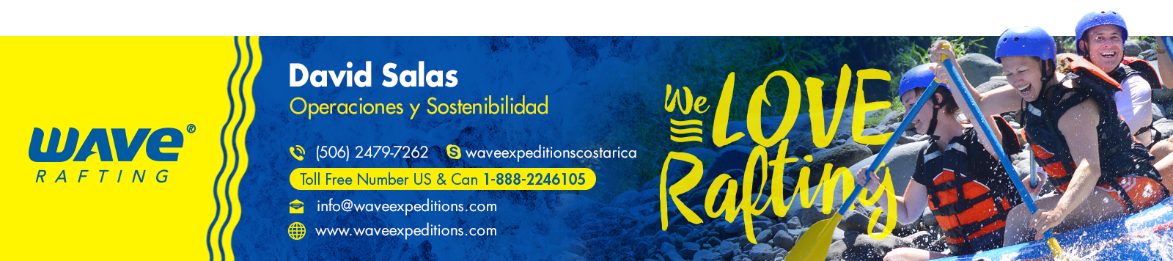 WAVE®
RAFTING
David Salas
Operaciones y Sostenibilidad
(506) 2479-7262 waveexpeditionscostarica
Toll Free Number US & Can 1-888-2246105
info@waveexpeditions.com
www.waveexpeditions.com
We
LOVE
Rafting